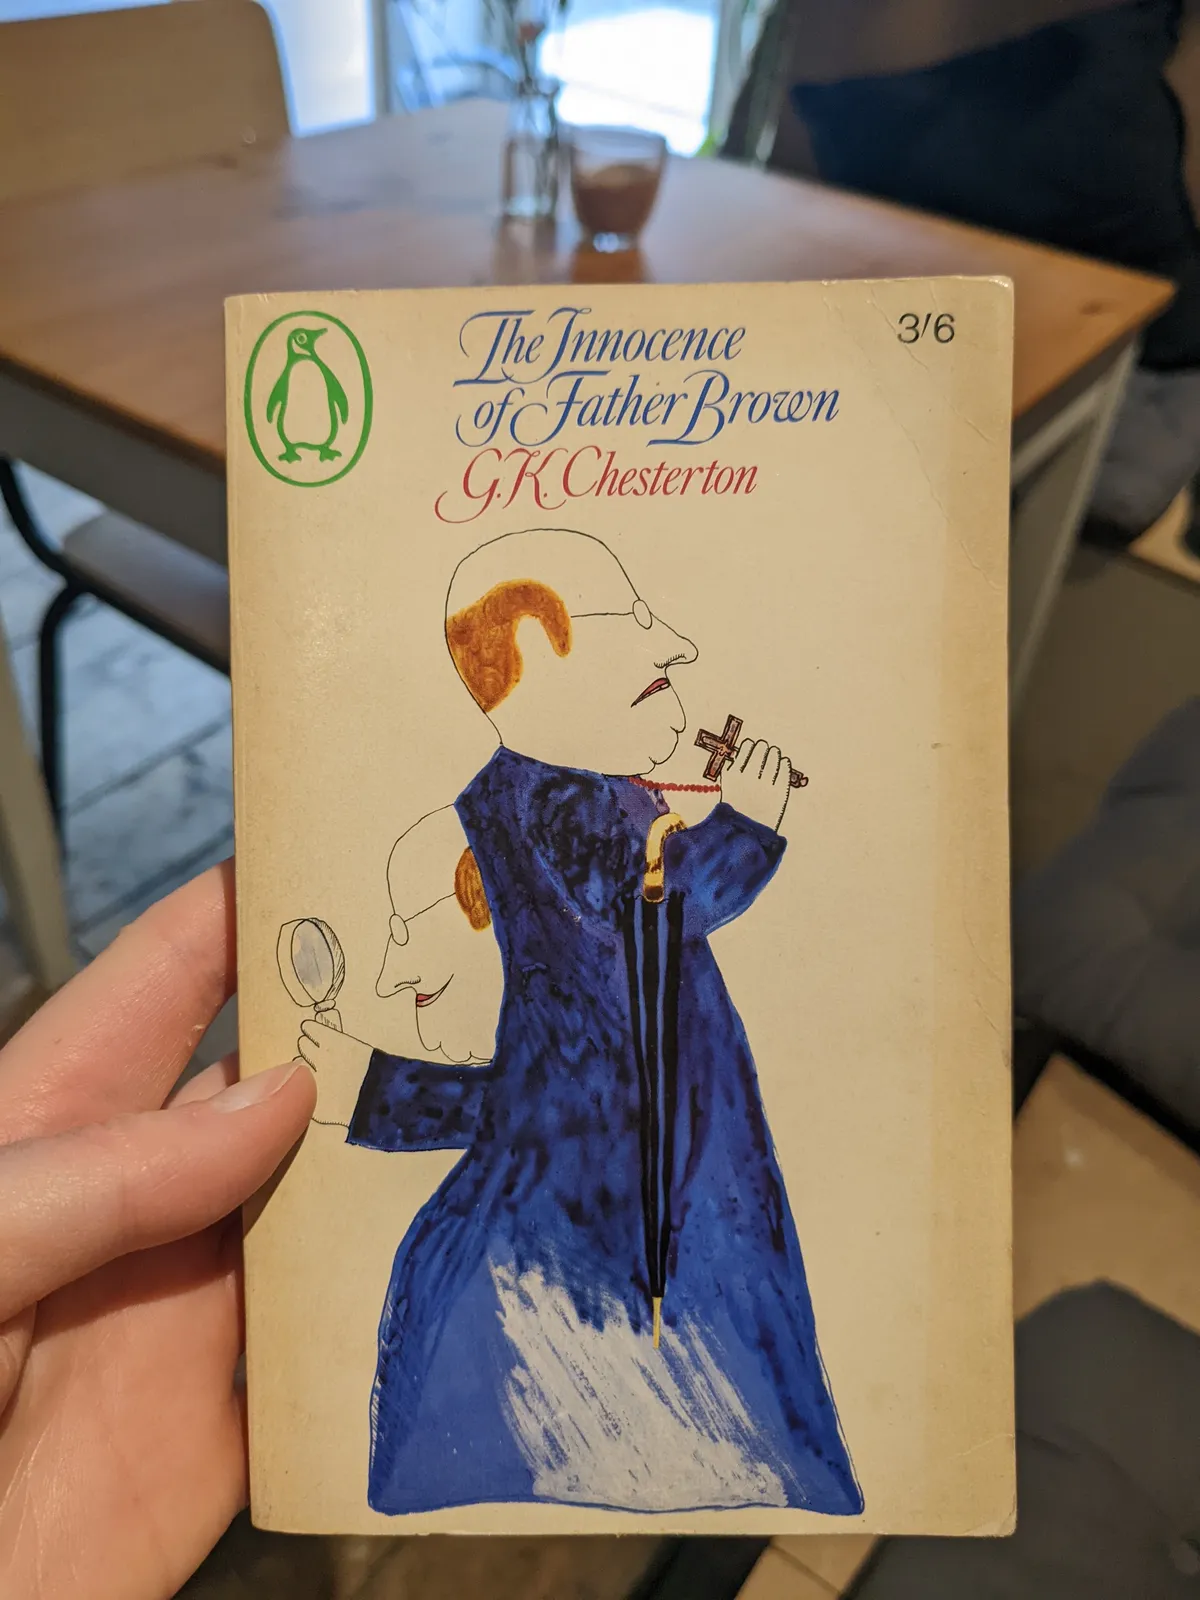 The Innocence
of Father Brown
G.K. Chesterton
3/6